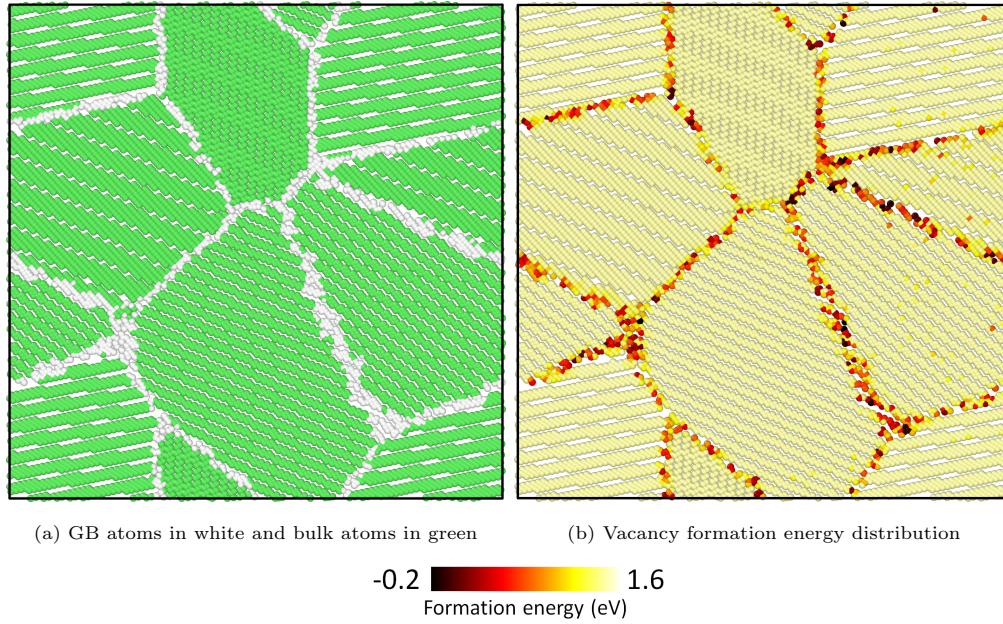 (a) GB atoms in white and bulk atoms in green
(b) Vacancy formation energy distribution
-0.2 1.6
Formation energy (eV)